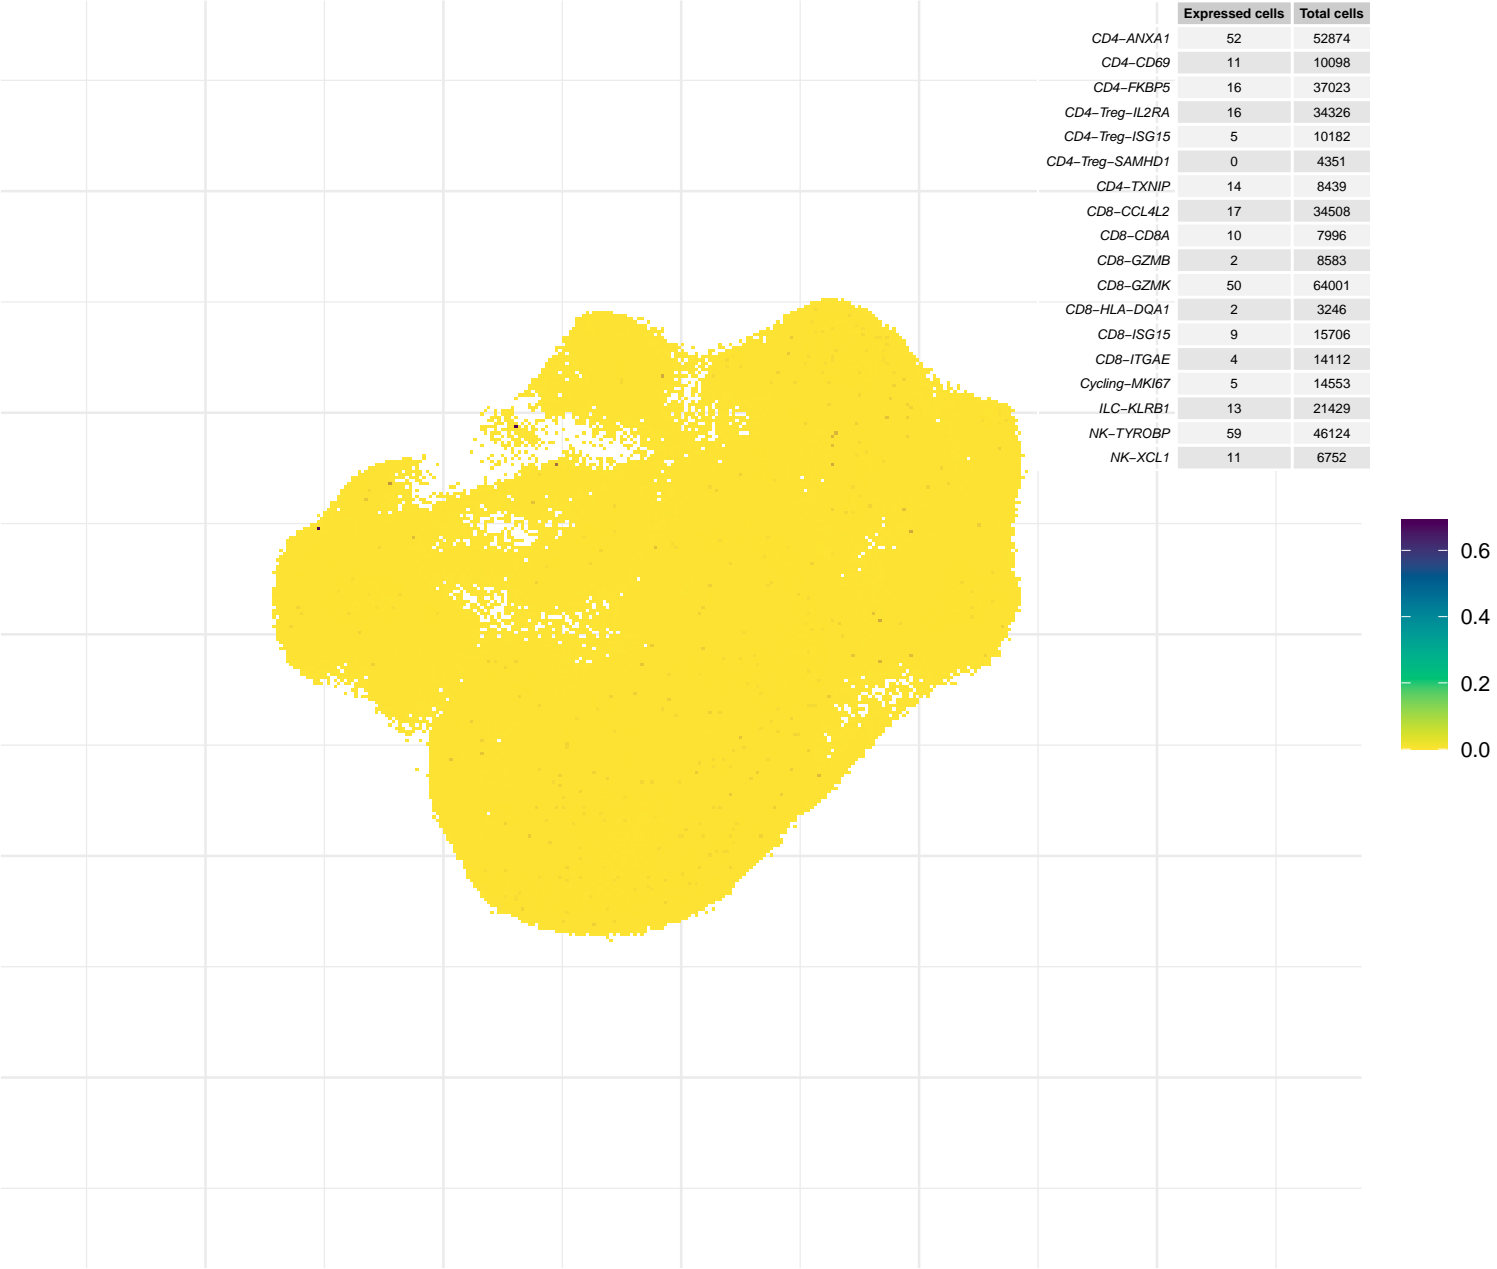 Expressed cells Total cells
CD4−ANXA1 52 52874
CD4−CD69 11 10098
CD4−FKBP5 16 37023
CD4−Treg−IL2RA 16 34326
CD4−Treg−ISG15 5 10182
CD4−Treg−SAMHD1 0 4351
CD4−TXNIP 14 8439
CD8−CCL4L2 17 34508
CD8−CD8A 10 7996
CD8−GZMB 2 8583
CD8−GZMK 50 64001
CD8−HLA−DQA1 2 3246
CD8−ISG15 9 15706
CD8−ITGAE 4 14112
Cycling−MKI67 5 14553
ILC−KLRB1 13 21429
NK−TYROBP 59 46124
NK−XCL1 11 6752
0.6
0.4
0.2
0.0